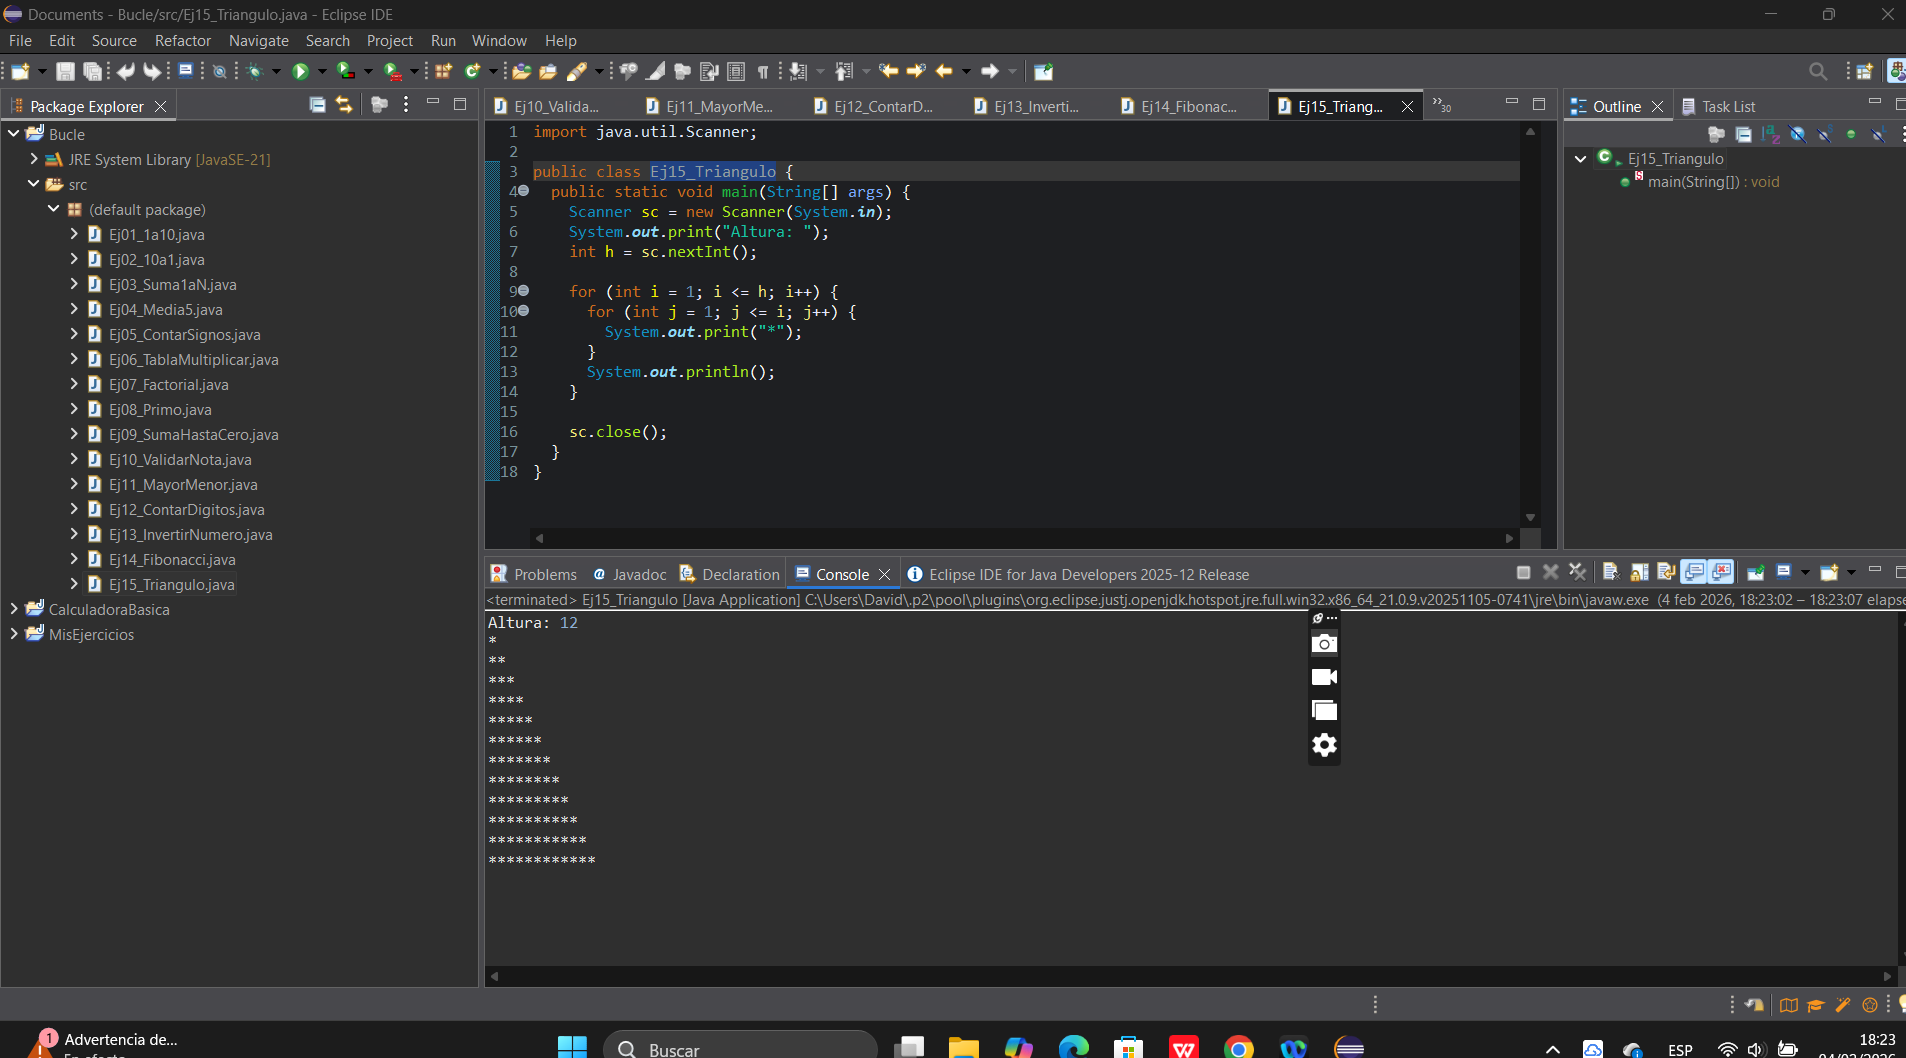 Documents - Bucle/src/Ej15_Triangulo.java - Eclipse IDE
File Edit Source Refactor Navigate Search Project Run Window Help
Package Explorer
Bucle
JRE System Library [JavaSE-21]
src
(default package)
Ej01_1a10.java
Ej02_10a1.java
Ej03_Suma1aN.java
Ej04_Media5.java
Ej05_ContarSignos.java
Ej06_TablaMultiplicar.java
Ej07_Factorial.java
Ej08_Primo.java
Ej09_SumaHastaCero.java
Ej10_ValidarNota.java
Ej11_MayorMenor.java
Ej12_ContarDigitos.java
Ej13_InvertirNumero.java
Ej14_Fibonacci.java
Ej15_Triangulo.java
CalculadoraBasica
MisEjercicios
Ej10_Valida... Ej11_MayorMe... Ej12_ContarD... Ej13_Inverti... Ej14_Fibonac... Ej15_Triang... »30
1 import java.util.Scanner;
2
3 public class Ej15_Triangulo {
4 public static void main(String[] args) {
5 Scanner sc = new Scanner(System.in);
6 System.out.print("Altura: ");
7 int h = sc.nextInt();
8
9 for (int i = 1; i <= h; i++) {
10 for (int j = 1; j <= i; j++) {
11 System.out.print("*");
12 }
13 System.out.println();
14 }
15
16 sc.close();
17 }
18 }
Outline Task List
Ej15_Triangulo
main(String[]) : void
Problems Javadoc Declaration Console Eclipse IDE for Java Developers 2025-12 Release
<terminated> Ej15_Triangulo [Java Application] C:\Users\David\.p2\pool\plugins\org.eclipse.justj.openjdk.hotspot.jre.full.win32.x86_64_21.0.9.v20251105-0741\jre\bin\javaw.exe (4 feb 2026, 18:23:02 – 18:23:07 elapse
Altura: 12
*
**
***
****
*****
******
*******
********
*********
**********
***********
************
1 Advertencia de...
Buscar
ESP
18:23